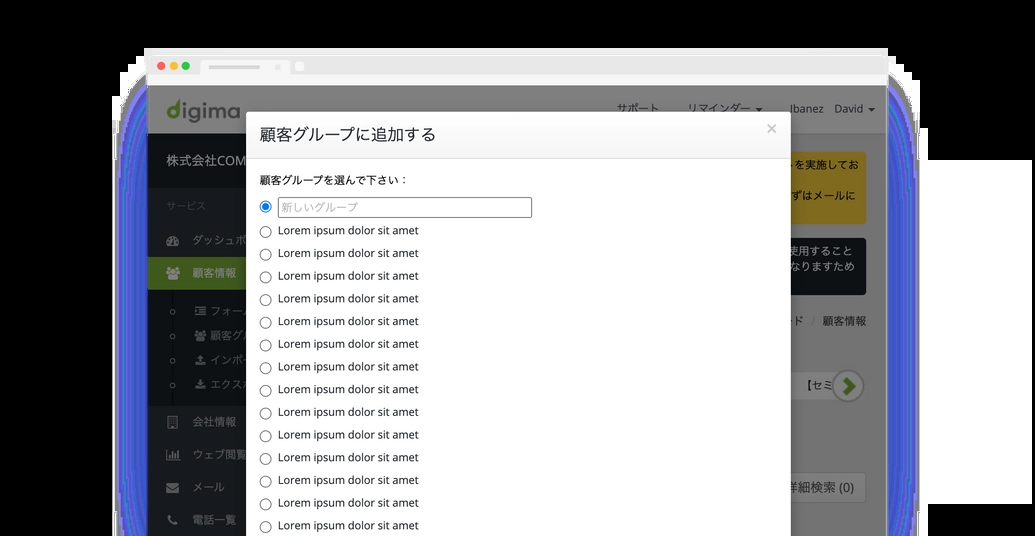 digima
サポート
リマインダー
Ibanez David
顧客グループに追加する
×
株式会社COM
を実施してお
ずはメールに
顧客グループを選んで下さい：
サービス
新しいグループ
ダッシュボ
Lorem ipsum dolor sit amet
Lorem ipsum dolor sit amet
使用すること
なりますため
顧客情報
Lorem ipsum dolor sit amet
Lorem ipsum dolor sit amet
フォー
Lorem ipsum dolor sit amet
ド / 顧客情報
顧客グル
Lorem ipsum dolor sit amet
インポ
Lorem ipsum dolor sit amet
エクスポ
Lorem ipsum dolor sit amet
【セミ
Lorem ipsum dolor sit amet
会社情報
Lorem ipsum dolor sit amet
ウェブ閲覧
Lorem ipsum dolor sit amet
メール
Lorem ipsum dolor sit amet
詳細検索 (0)
Lorem ipsum dolor sit amet
電話一覧
Lorem ipsum dolor sit amet